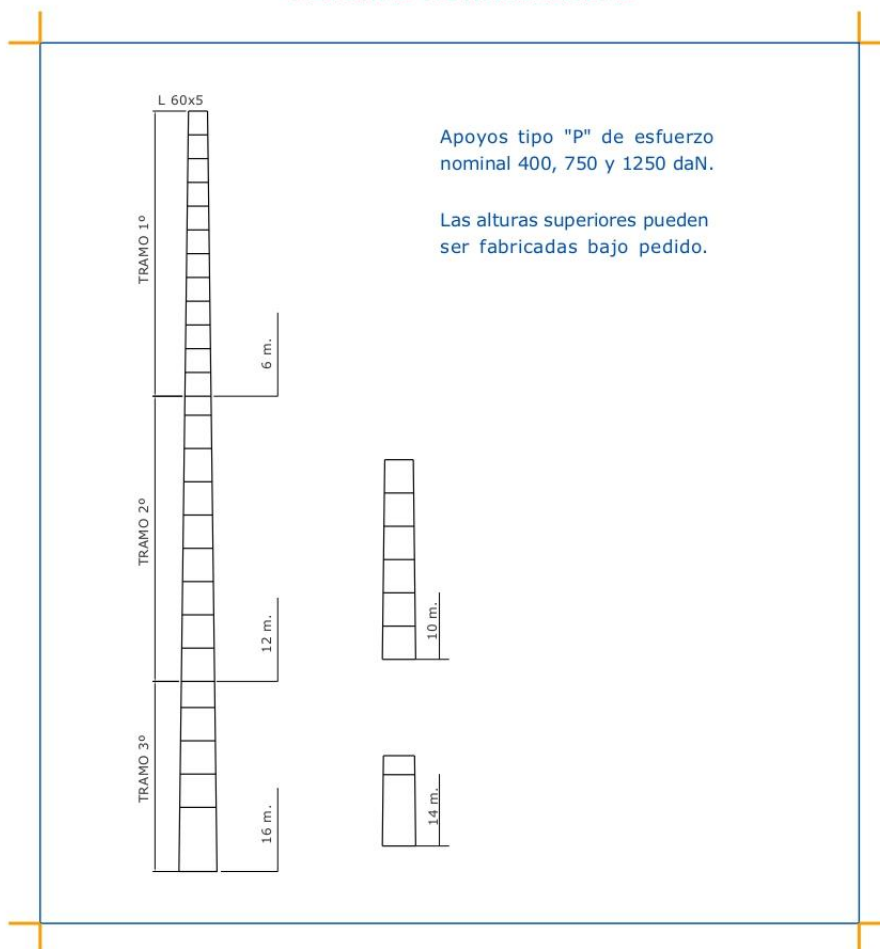 L 60x5
Apoyos tipo "P" de esfuerzo
nominal 400, 750 y 1250 daN.
Las alturas superiores pueden
ser fabricadas bajo pedido.
TRAMO 1º
6 m.
TRAMO 2º
12 m.
10 m.
TRAMO 3º
16 m.
14 m.